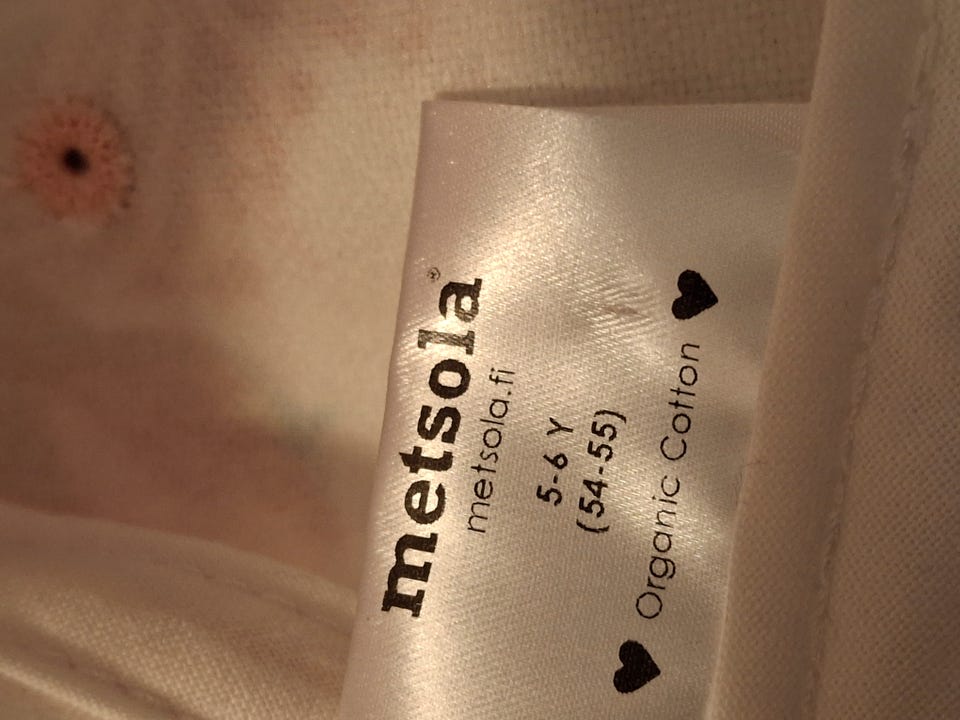 metsola®
metsola.fi
5-6 Y
(54-55)
♥ Organic Cotton ♥